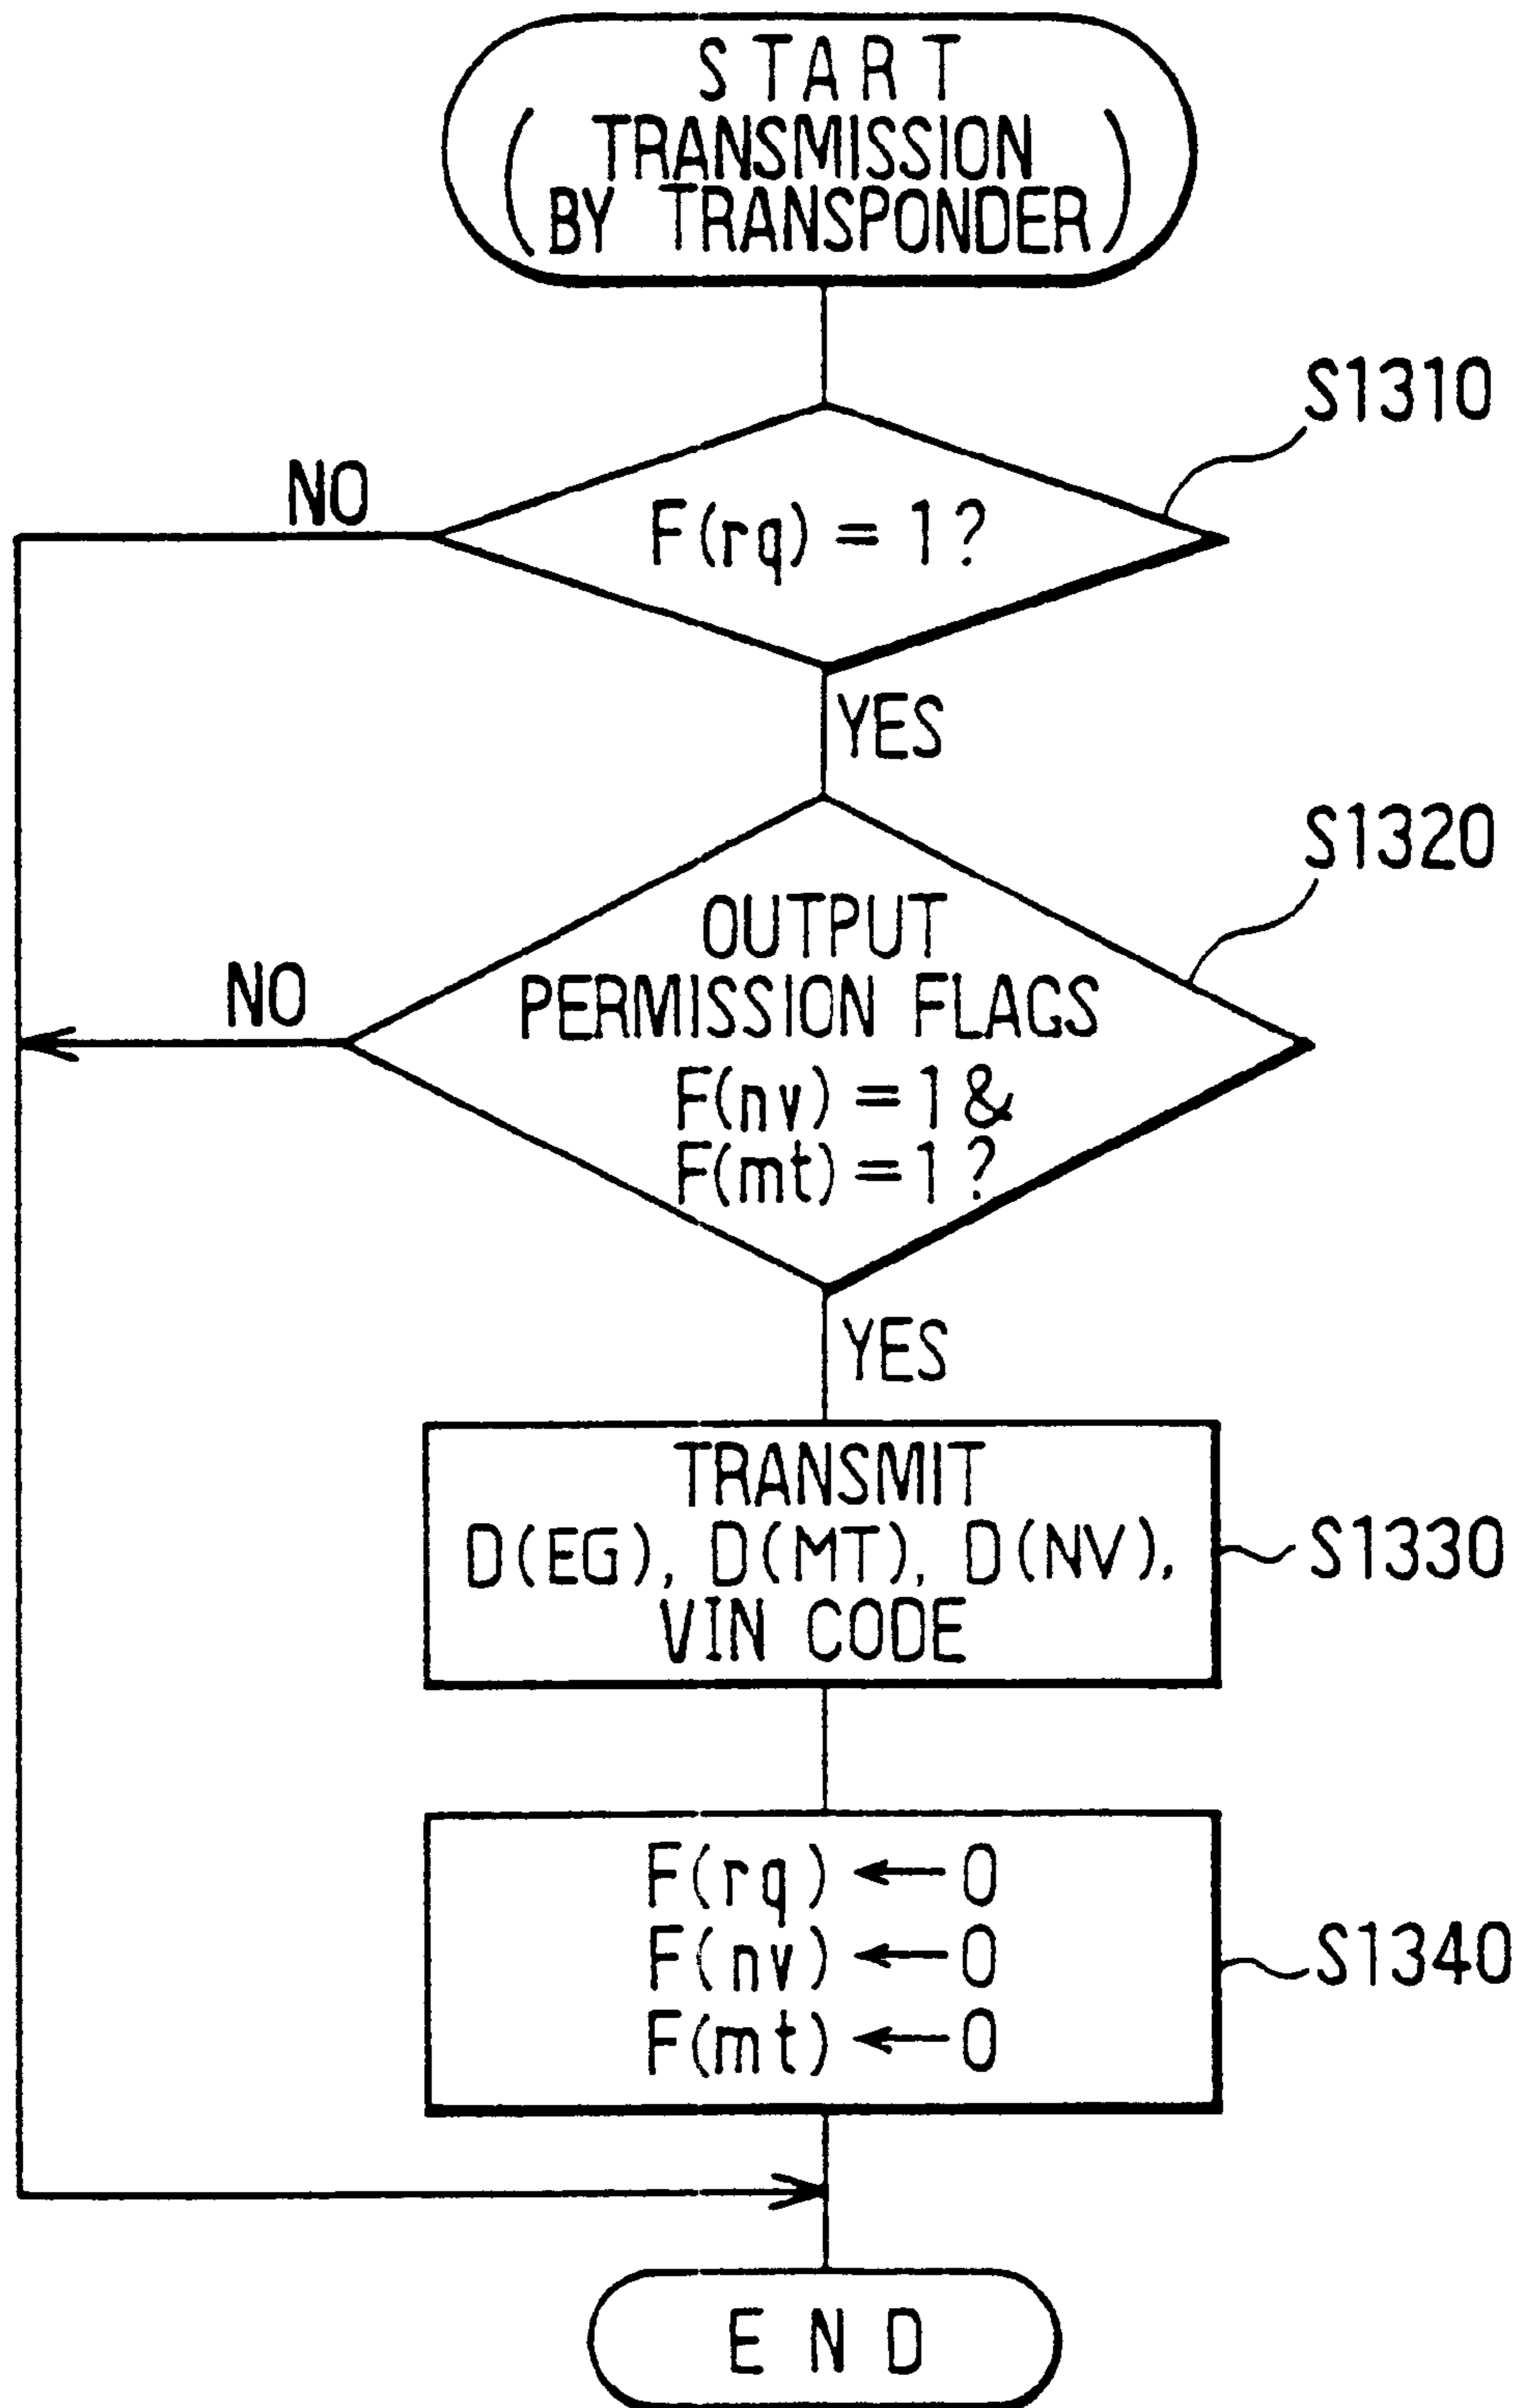 START
( TRANSMISSION
BY TRANSPONDER )
S1310
NO
F(rq) = 1 ?
YES
S1320
OUTPUT
PERMISSION FLAGS
NO
F(nv) = 1 &
F(mt) = 1 ?
YES
TRANSMIT
D(EG), D(MT), D(NV),
VIN CODE
S1330
F(rq) ← 0
F(nv) ← 0
F(mt) ← 0
S1340
END